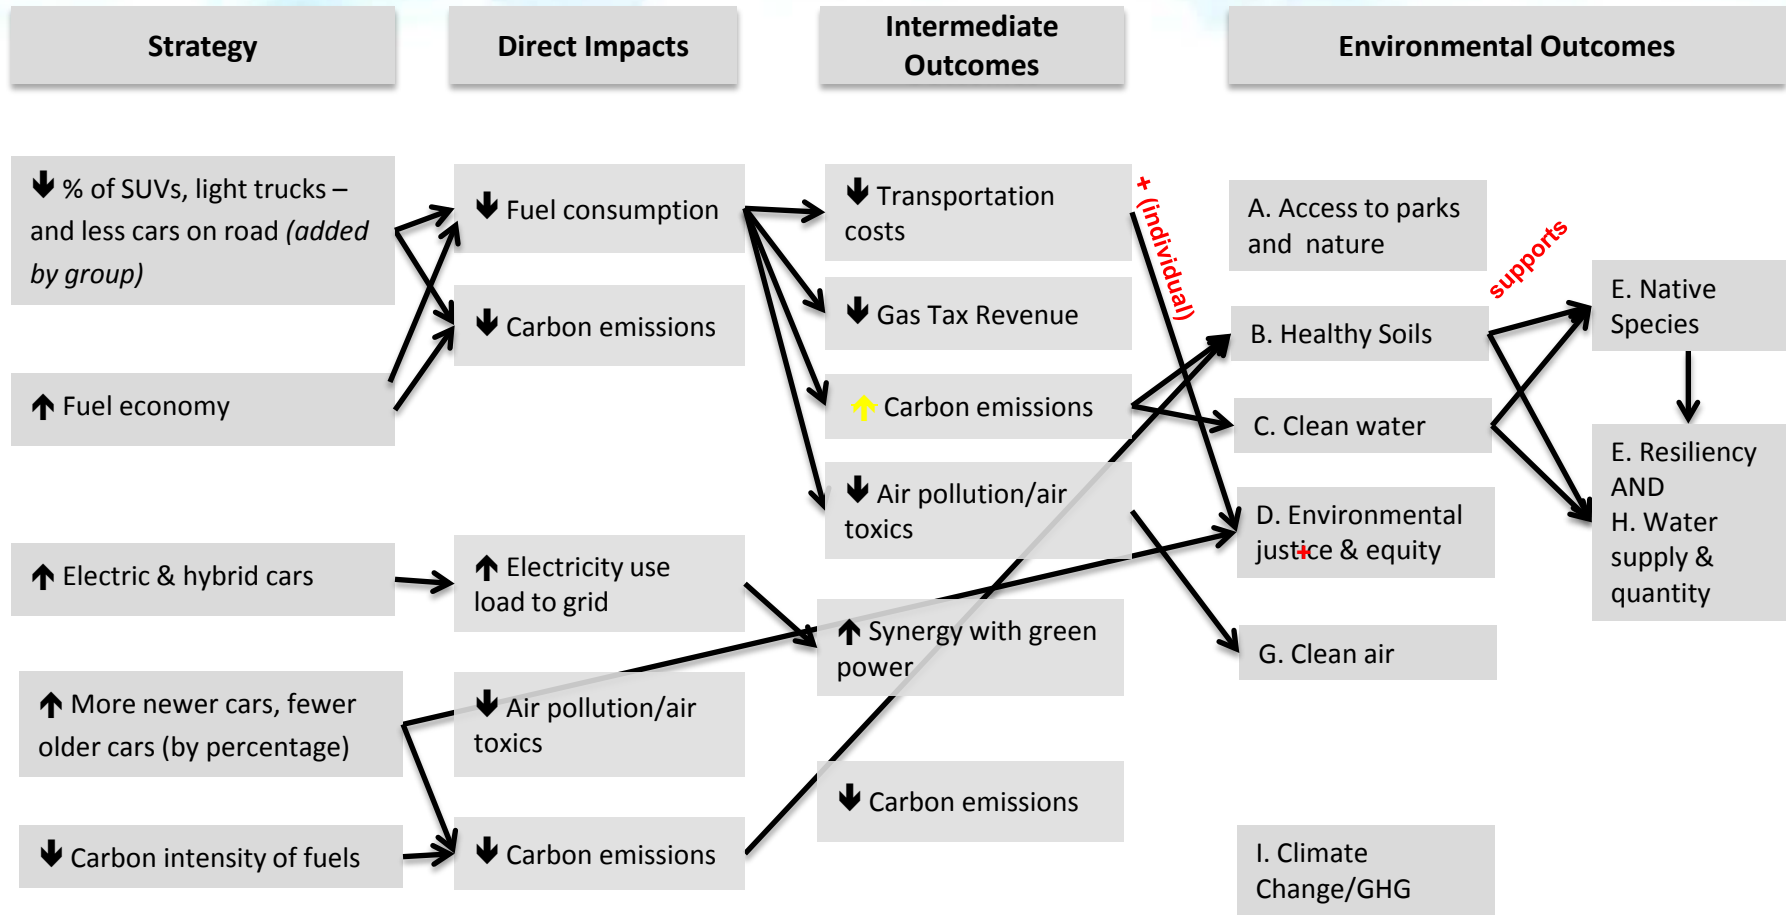 Strategy
Direct Impacts
Intermediate
Outcomes
Environmental Outcomes
🡇 % of SUVs, light trucks –
and less cars on road (added
by group)
🡅 Fuel economy
🡅 Electric & hybrid cars
🡅 More newer cars, fewer
older cars (by percentage)
🡇 Carbon intensity of fuels
🡇 Fuel consumption
🡇 Carbon emissions
🡅 Electricity use
load to grid
🡇 Air pollution/air
toxics
🡇 Carbon emissions
🡇 Transportation
costs
🡇 Gas Tax Revenue
🡅 Carbon emissions
🡇 Air pollution/air
toxics
🡅 Synergy with green
power
🡇 Carbon emissions
+ (individual)
A. Access to parks
and nature
B. Healthy Soils
C. Clean water
D. Environmental
justice & equity
+
G. Clean air
I. Climate
Change/GHG
supports
E. Native
Species
E. Resiliency
AND
H. Water
supply &
quantity